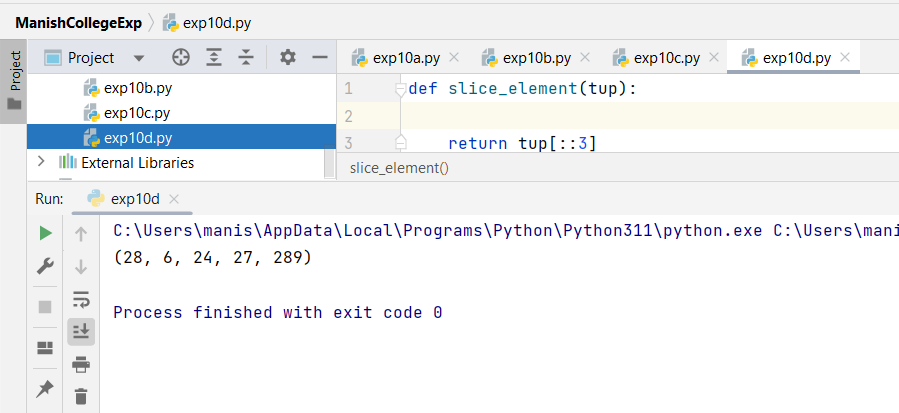 ManishCollegeExp exp10d.py
Project
Project exp10a.py exp10b.py exp10c.py exp10d.py
exp10b.py
exp10c.py
exp10d.py
External Libraries
1 def slice_element(tup):
2
3 return tup[::3]
slice_element()
Run: exp10d
C:\Users\manis\AppData\Local\Programs\Python\Python311\python.exe C:\Users\mani
(28, 6, 24, 27, 289)
Process finished with exit code 0